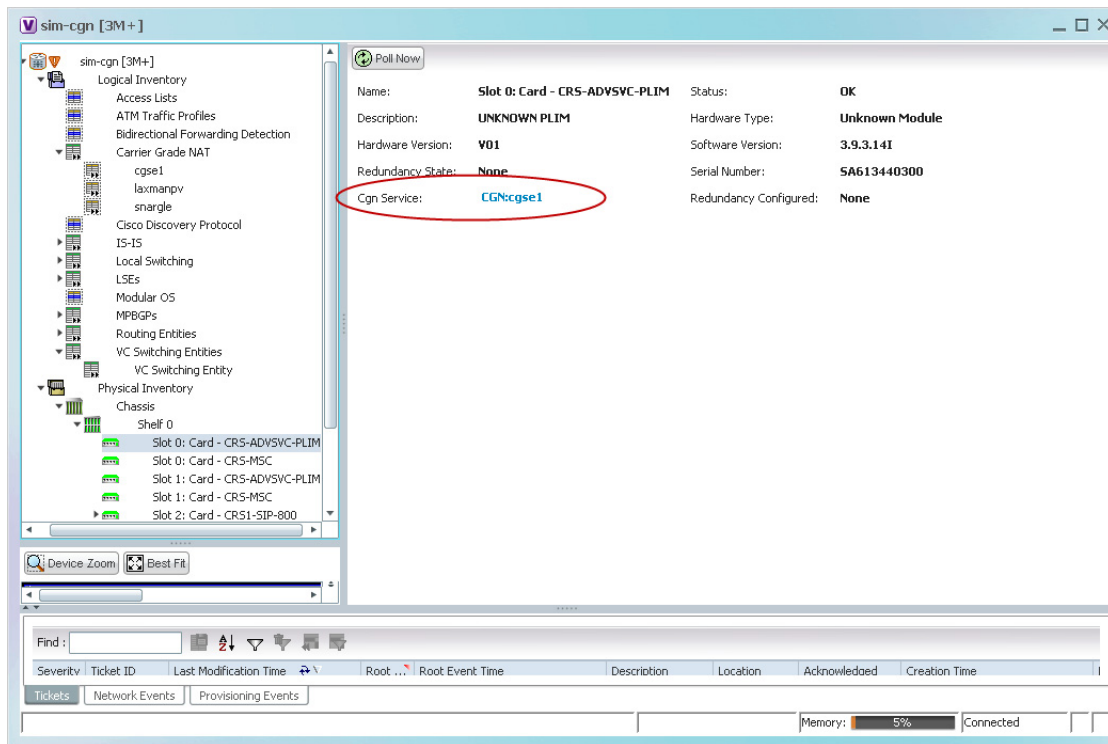 sim-cgn [3M+]
sim-cgn [3M+]
Logical Inventory
Access Lists
ATM Traffic Profiles
Bidirectional Forwarding Detection
Carrier Grade NAT
cgse1
laxmanpv
snargle
Cisco Discovery Protocol
IS-IS
Local Switching
LSEs
Modular OS
MPBGPs
Routing Entities
VC Switching Entities
VC Switching Entity
Physical Inventory
Chassis
Shelf 0
Slot 0: Card - CRS-ADVSVC-PLIM
Slot 0: Card - CRS-MSC
Slot 1: Card - CRS-ADVSVC-PLIM
Slot 1: Card - CRS-MSC
Slot 2: Card - CRS1-SIP-800
Device Zoom Best Fit
Poll Now
Name: Slot 0: Card - CRS-ADVSVC-PLIM Status: OK
Description: UNKNOWN PLIM Hardware Type: Unknown Module
Hardware Version: V01 Software Version: 3.9.3.14I
Redundancy State: None Serial Number: SA613440300
Cgn Service: CGN:cgse1 Redundancy Configured: None
Find :
Severity Ticket ID Last Modification Time Root ... Root Event Time Description Location Acknowledged Creation Time
Tickets Network Events Provisioning Events
Memory: 5% Connected